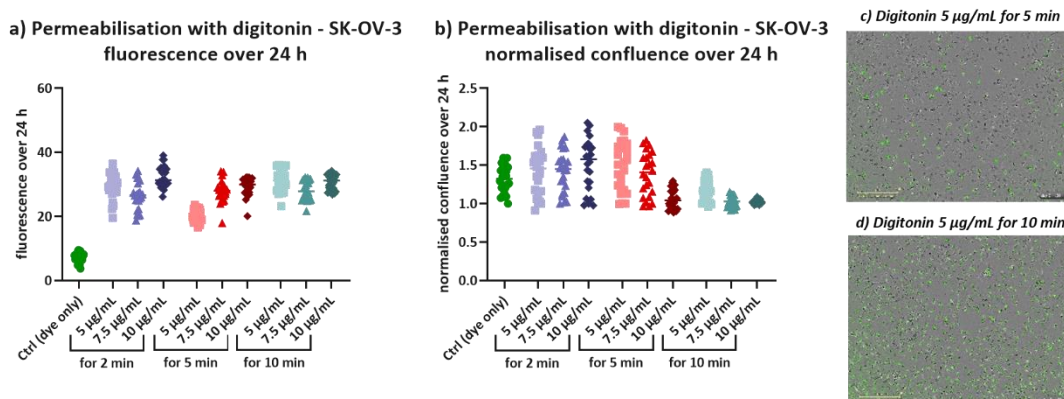 a) Permeabilisation with digitonin - SK-OV-3
fluorescence over 24 h
fluorescence over 24 h
60
40
20
0
Ctrl (dye only)
5 µg/mL
7.5 µg/mL
10 µg/mL
5 µg/mL
7.5 µg/mL
10 µg/mL
5 µg/mL
7.5 µg/mL
10 µg/mL
for 2 min
for 5 min
for 10 min
b) Permeabilisation with digitonin - SK-OV-3
normalised confluence over 24 h
normalised confluence over 24 h
2.5
2.0
1.5
1.0
0.5
0.0
Ctrl (dye only)
5 µg/mL
7.5 µg/mL
10 µg/mL
5 µg/mL
7.5 µg/mL
10 µg/mL
5 µg/mL
7.5 µg/mL
10 µg/mL
for 2 min
for 5 min
for 10 min
c) Digitonin 5 µg/mL for 5 min
d) Digitonin 5 µg/mL for 10 min